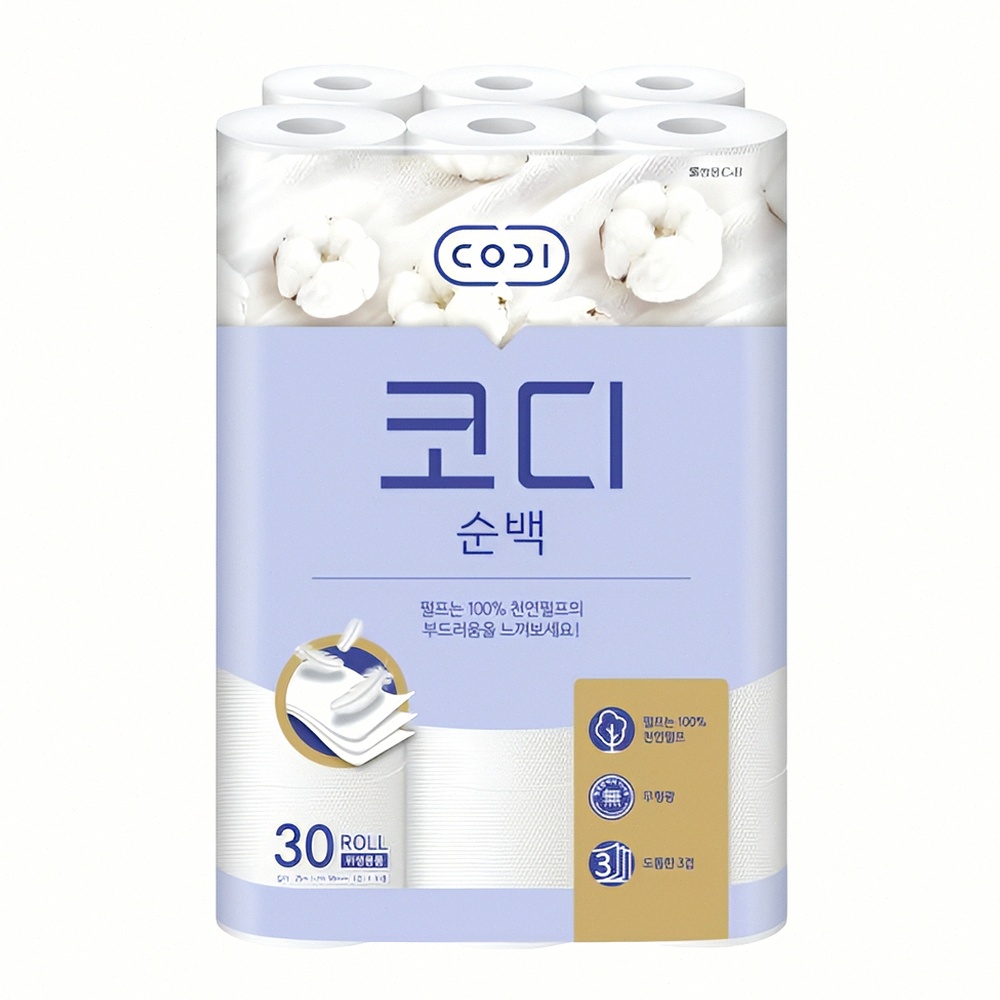 CODI
코디
순백
펄프는 100% 천연펄프의
부드러움을 느껴보세요!
펄프는 100%
천연펄프
무형광
3
도톰한 3겹
30 ROLL
위생용품